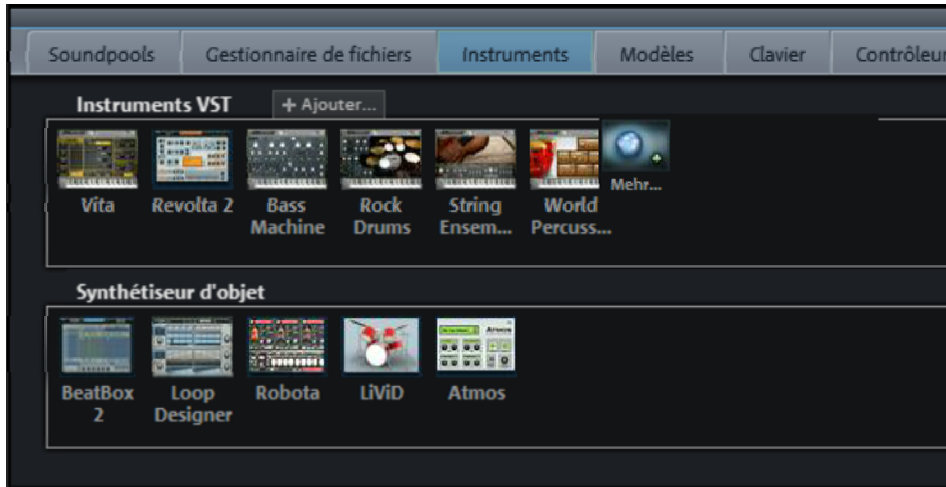 Soundpools Gestionnaire de fichiers Instruments Modèles Clavier Contrôleur
Instruments VST + Ajouter...
Vita Revolta 2 Bass Rock String World Mehr...
Machine Drums Ensem... Percuss...
Synthétiseur d'objet
BeatBox Loop Robota LiViD Atmos
2 Designer